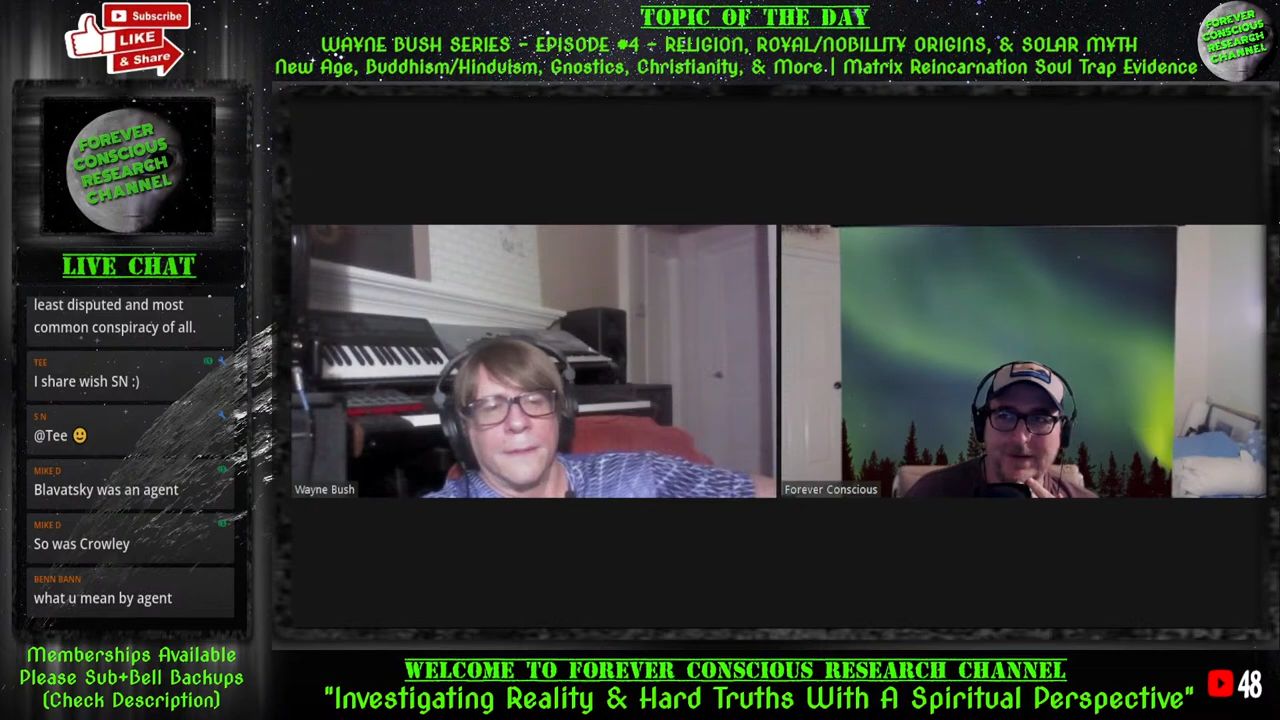 Subscribe
LIKE
& Share
TOPIC OF THE DAY
WAYNE BUSH SERIES - EPISODE #4 - RELIGION, ROYAL/NOBILLITY ORIGINS, & SOLAR MYTH
New Age, Buddhism/Hinduism, Gnostics, Christianity, & More | Matrix Reincarnation Soul Trap Evidence
FOREVER
CONSCIOUS
RESEARCH
CHANNEL
FOREVER
CONSCIOUS
RESEARCH
CHANNEL
LIVE CHAT
least disputed and most
common conspiracy of all.
TEE
I share wish SN :)
S N
@Tee 🙂
MIKE D
Blavatsky was an agent
MIKE D
So was Crowley
BENN BANN
what u mean by agent
Wayne Bush
Forever Conscious
Memberships Available
Please Sub+Bell Backups
(Check Description)
WELCOME TO FOREVER CONSCIOUS RESEARCH CHANNEL
"Investigating Reality & Hard Truths With A Spiritual Perspective"
48